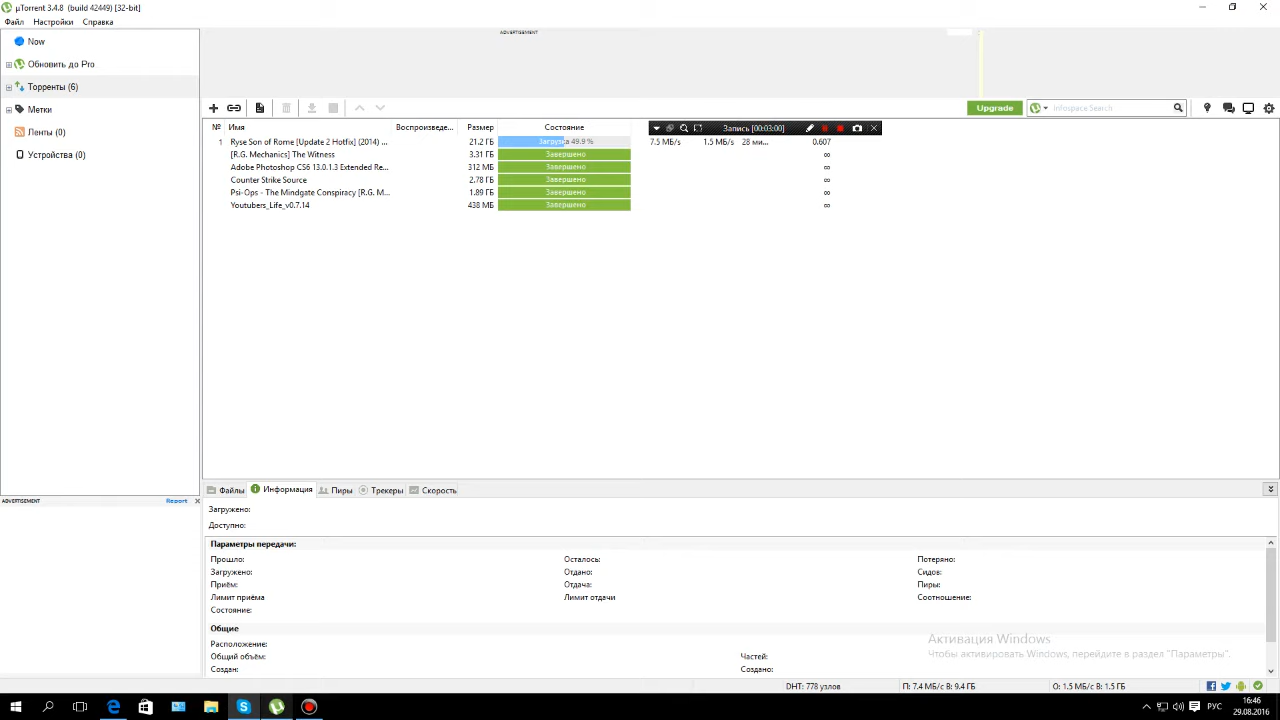 µTorrent 3.4.8 (build 42449) [32-bit]
Файл Настройки Справка
Now
ADVERTISEMENT
Обновить до Pro
Торренты (6)
Метки
Upgrade
Infospace Search
Ленты (0)
Устройства (0)
№ Имя Воспроизведе... Размер Состояние
Запись [00:03:00]
1 Ryse Son of Rome [Update 2 Hotfix] (2014) ... 21.2 ГБ Загрузка 49.9 % 7.5 МБ/s 1.5 МБ/s 28 ми... 0.607
[R.G. Mechanics] The Witness 3.31 ГБ Завершено ∞
Adobe Photoshop CS6 13.0.1.3 Extended Re... 312 МБ Завершено ∞
Counter Strike Source 2.78 ГБ Завершено ∞
Psi-Ops - The Mindgate Conspiracy [R.G. M... 1.89 ГБ Завершено ∞
Youtubers_Life_v0.7.14 438 МБ Завершено ∞
ADVERTISEMENT Report
Файлы Информация Пиры Трекеры Скорость
Загружено:
Доступно:
Параметры передачи:
Прошло: Осталось: Потеряно:
Загружено: Отдано: Сидов:
Приём: Отдача: Пиры:
Лимит приёма Лимит отдачи Соотношение:
Состояние:
Общие
Расположение:
Общий объём: Частей:
Создан: Создано:
Активация Windows
Чтобы активировать Windows, перейдите в раздел "Параметры".
DHT: 778 узлов П: 7.4 МБ/с В: 9.4 ГБ О: 1.5 МБ/с В: 1.5 ГБ
РУС
16:46
29.08.2016